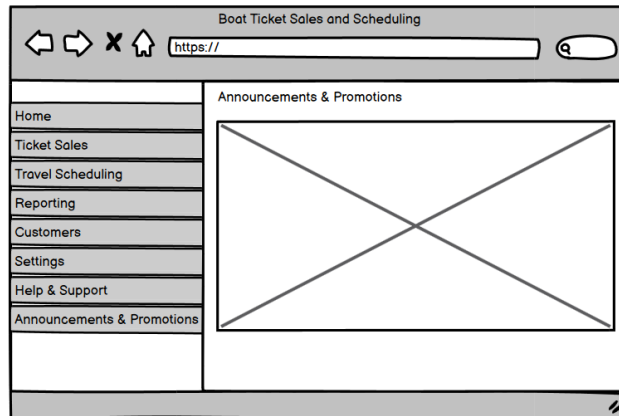 Boat Ticket Sales and Scheduling
https://
Announcements & Promotions
Home
Ticket Sales
Travel Scheduling
Reporting
Customers
Settings
Help & Support
Announcements & Promotions